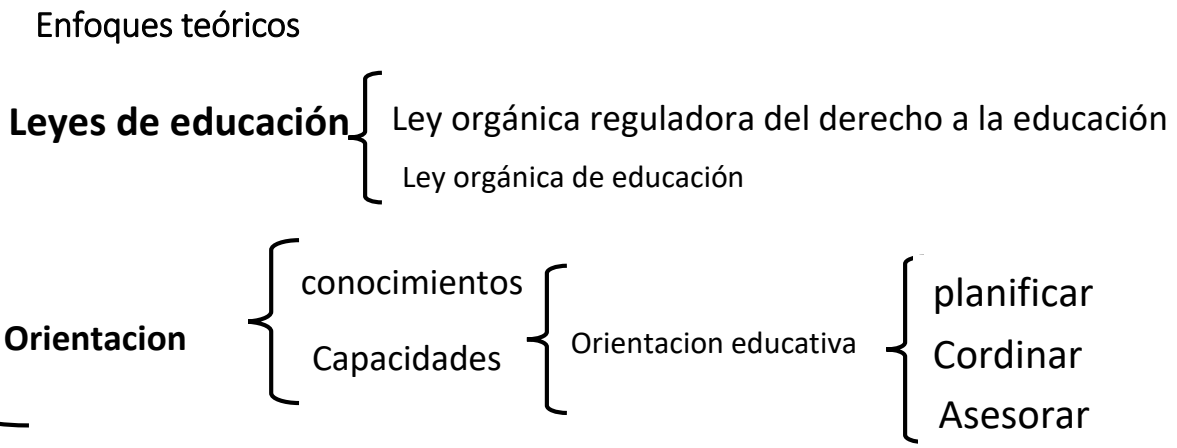 Enfoques teóricos
Leyes de educación
Ley orgánica reguladora del derecho a la educación
Ley orgánica de educación
Orientacion
conocimientos
Capacidades
Orientacion educativa
planificar
Cordinar
Asesorar